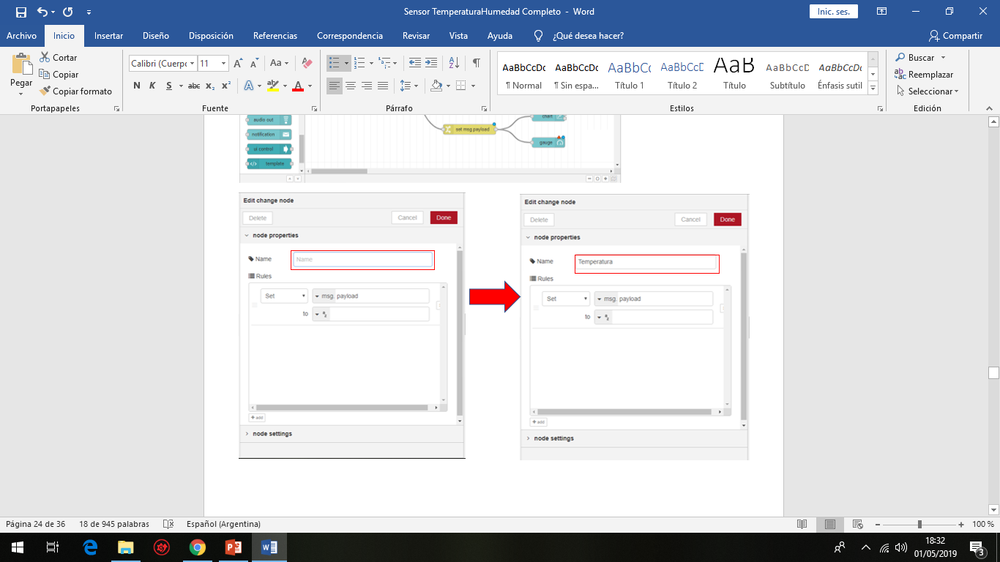 Sensor TemperaturaHumedad Completo - Word
Inic. ses.
Archivo Inicio Insertar Diseño Disposición Referencias Correspondencia Revisar Vista Ayuda ¿Qué desea hacer? Compartir
Pegar
Cortar
Copiar
Copiar formato
Portapapeles
Calibri (Cuerpo 11
N K S abc x₂ x²
Aa
Fuente
Párrafo
AaBbCcDc AaBbCcDc AaBbCc AaBbCcD AaB AaBbCcD AaBbCcDc
¶ Normal ¶ Sin espa... Título 1 Título 2 Título Subtítulo Énfasis sutil
Estilos
Buscar
Reemplazar
Seleccionar
Edición
audio out
notification
ui control
template
set msg.payload
chart
gauge
Edit change node
Delete Cancel Done
node properties
Name Name
Rules
Set msg. payload
to
add
node settings
Edit change node
Delete Cancel Done
node properties
Name Temperatura
Rules
Set msg. payload
to
add
node settings
Página 24 de 36 18 de 945 palabras Español (Argentina) 100 %
18:32
01/05/2019
3